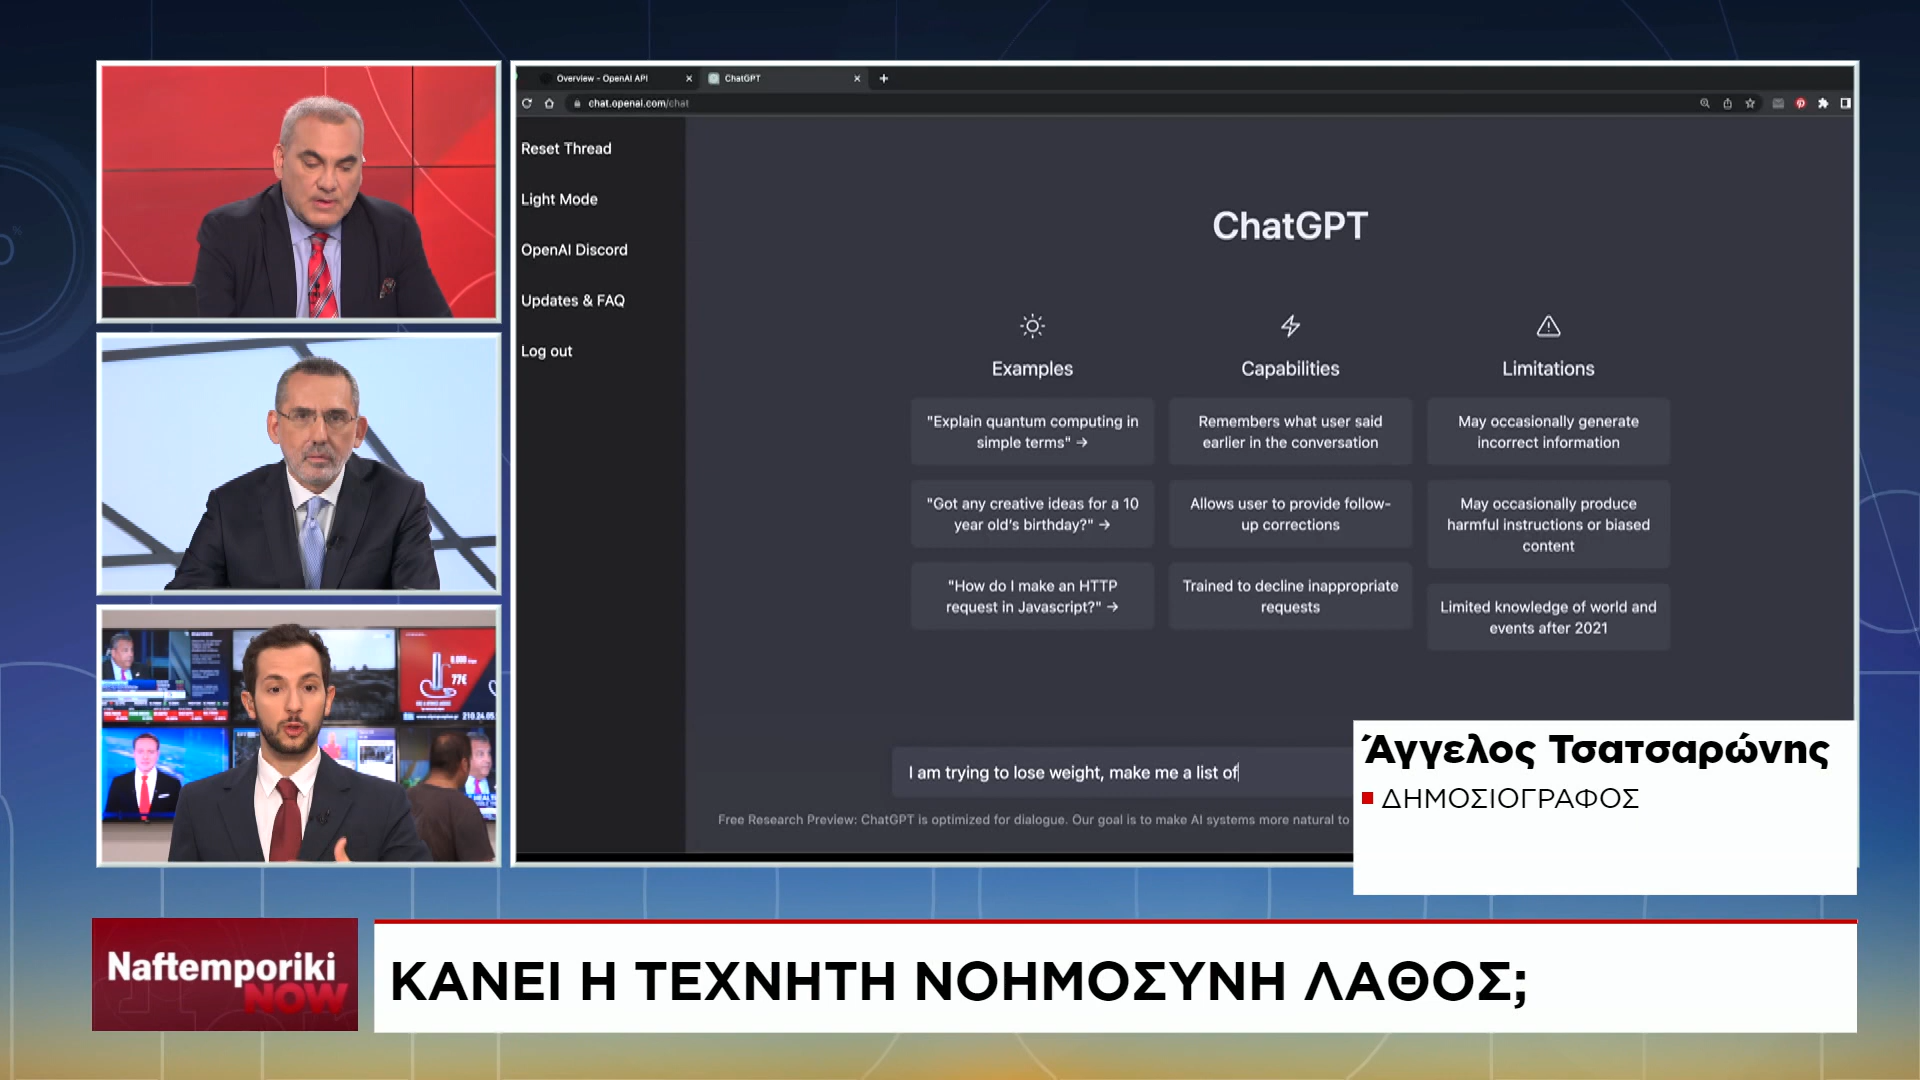 Overview - OpenAI API
ChatGPT
chat.openai.com/chat
Reset Thread
Light Mode
OpenAI Discord
Updates & FAQ
Log out
ChatGPT
Examples
"Explain quantum computing in
simple terms" →
"Got any creative ideas for a 10
year old's birthday?" →
"How do I make an HTTP
request in Javascript?" →
Capabilities
Remembers what user said
earlier in the conversation
Allows user to provide follow-
up corrections
Trained to decline inappropriate
requests
Limitations
May occasionally generate
incorrect information
May occasionally produce
harmful instructions or biased
content
Limited knowledge of world and
events after 2021
I am trying to lose weight, make me a list of
Free Research Preview: ChatGPT is optimized for dialogue. Our goal is to make AI systems more natural to
77€
Άγγελος Τσατσαρώνης
ΔΗΜΟΣΙΟΓΡΑΦΟΣ
Naftemporiki
NOW
ΚΑΝΕΙ Η ΤΕΧΝΗΤΗ ΝΟΗΜΟΣΥΝΗ ΛΑΘΟΣ;